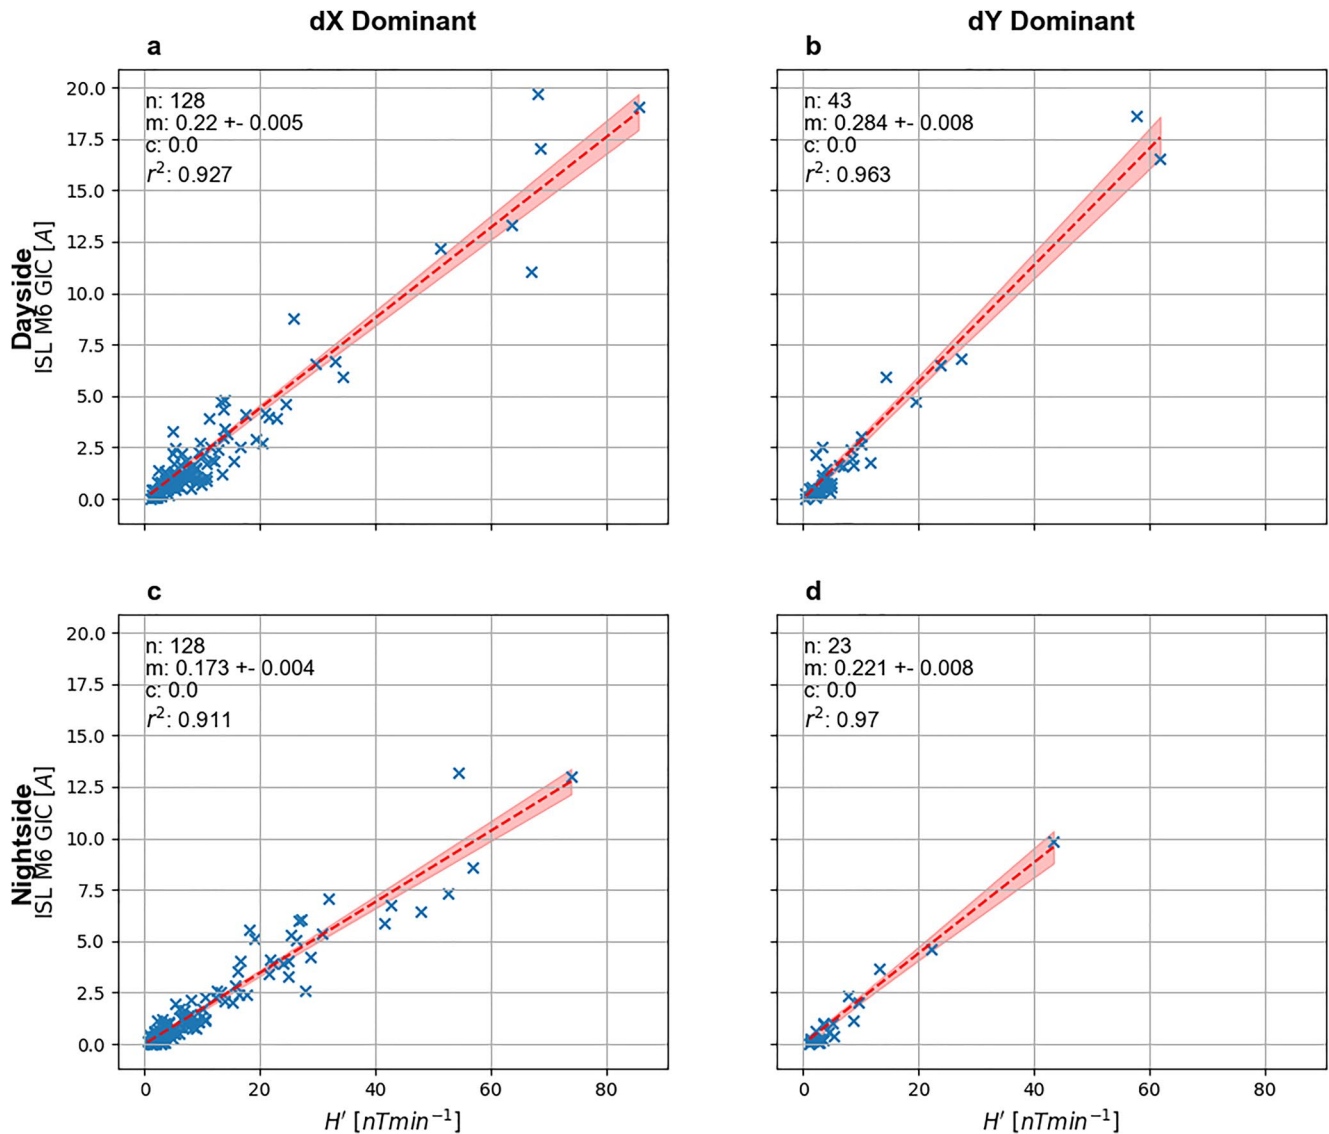 dX Dominant
dY Dominant
a
n: 128
m: 0.22 +- 0.005
c: 0.0
r²: 0.927
20.0
17.5
15.0
12.5
10.0
7.5
5.0
2.5
0.0
Dayside
ISL M6 GIC [A]
b
n: 43
m: 0.284 +- 0.008
c: 0.0
r²: 0.963
c
n: 128
m: 0.173 +- 0.004
c: 0.0
r²: 0.911
20.0
17.5
15.0
12.5
10.0
7.5
5.0
2.5
0.0
Nightside
ISL M6 GIC [A]
0 20 40 60 80
H′ [nTmin⁻¹]
d
n: 23
m: 0.221 +- 0.008
c: 0.0
r²: 0.97
0 20 40 60 80
H′ [nTmin⁻¹]